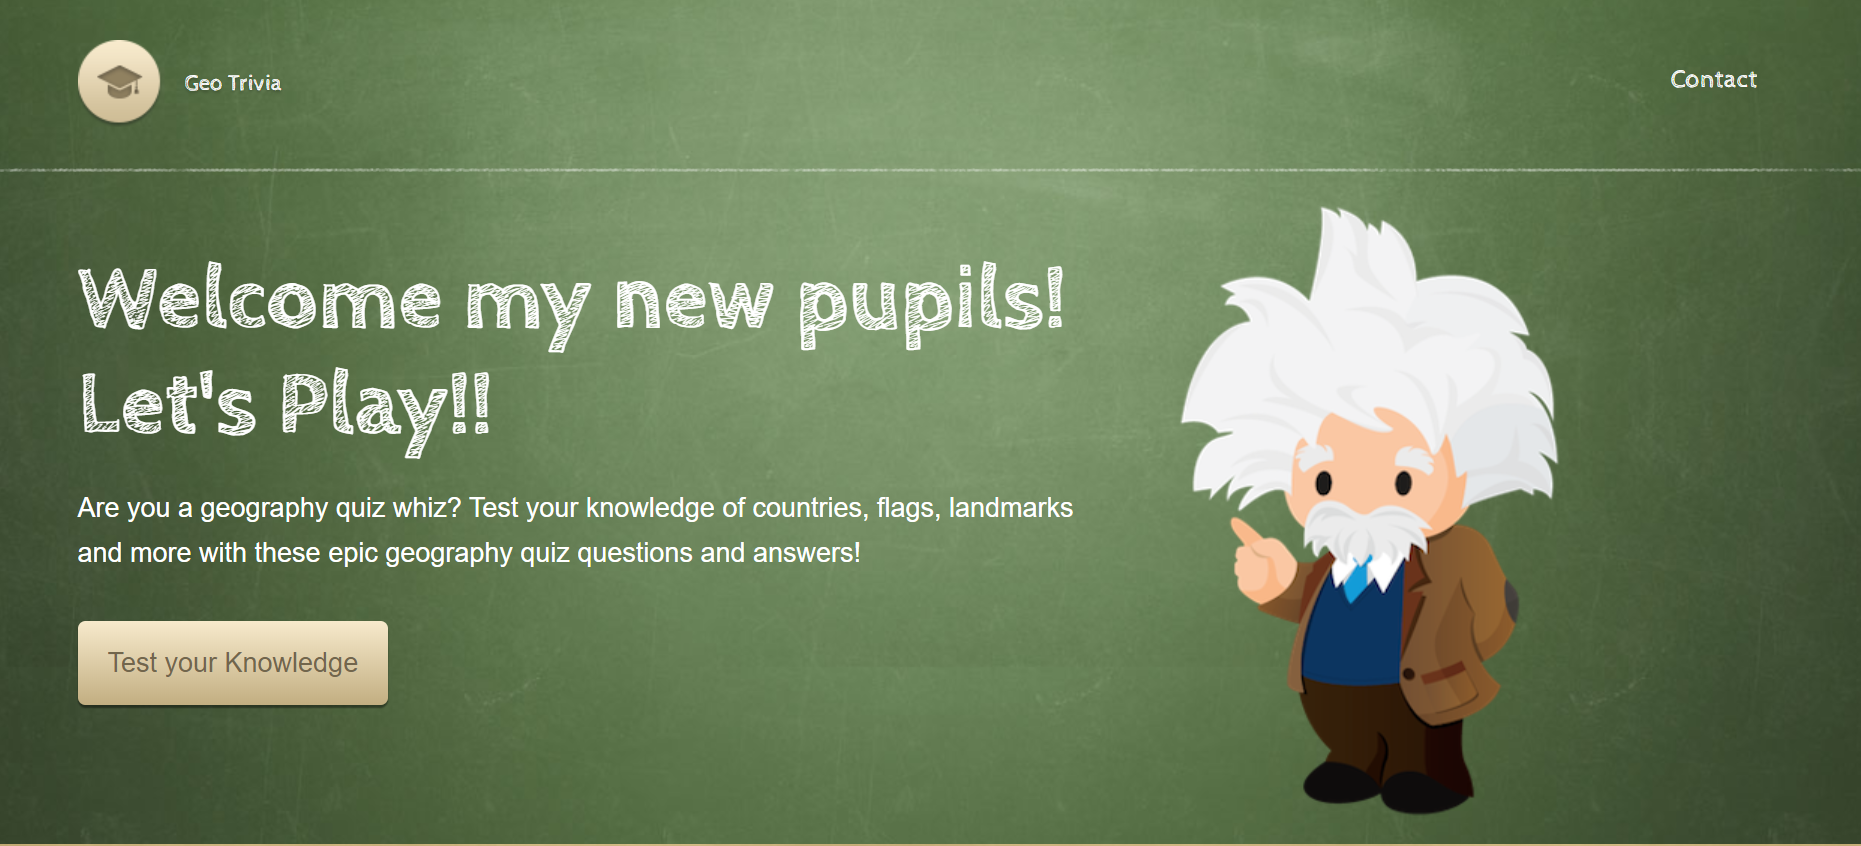 Geo Trivia
Contact
Welcome my new pupils!
Let's Play!!
Are you a geography quiz whiz? Test your knowledge of countries, flags, landmarks
and more with these epic geography quiz questions and answers!
Test your Knowledge